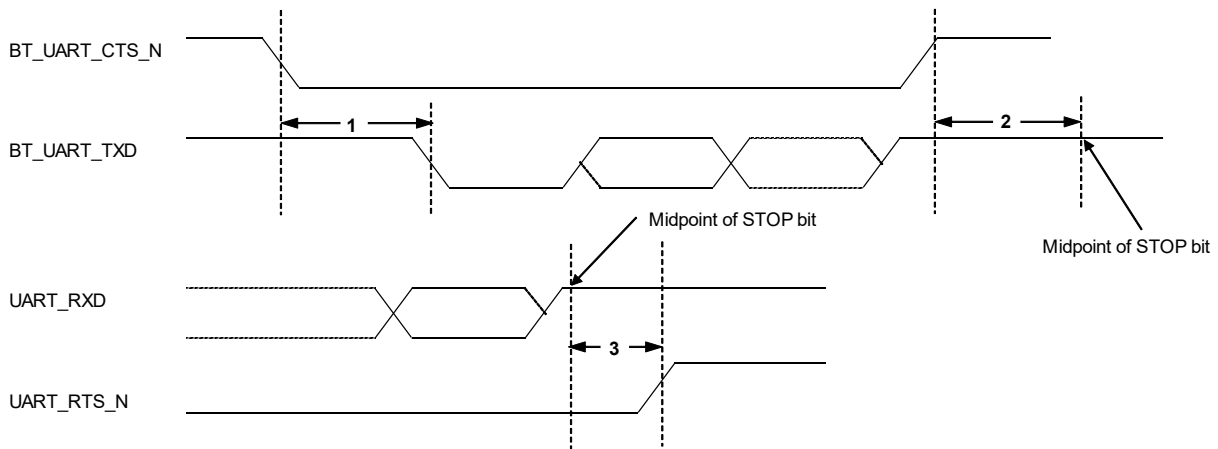 BT_UART_CTS_N
1
2
BT_UART_TXD
Midpoint of STOP bit
Midpoint of STOP bit
UART_RXD
3
UART_RTS_N